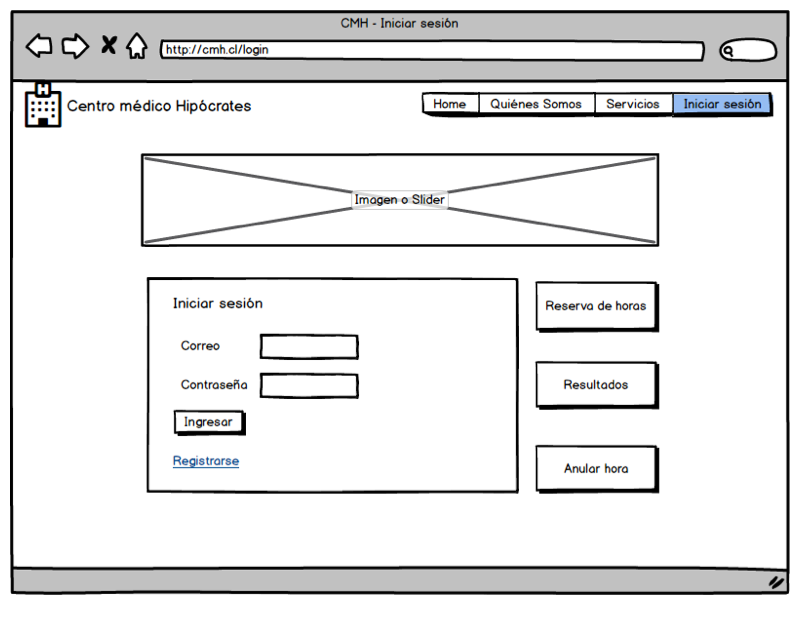 CMH - Iniciar sesión
http://cmh.cl/login
H
Centro médico Hipócrates
Home Quiénes Somos Servicios Iniciar sesión
Imagen o Slider
Iniciar sesión
Correo
Contraseña
Ingresar
Registrarse
Reserva de horas
Resultados
Anular hora